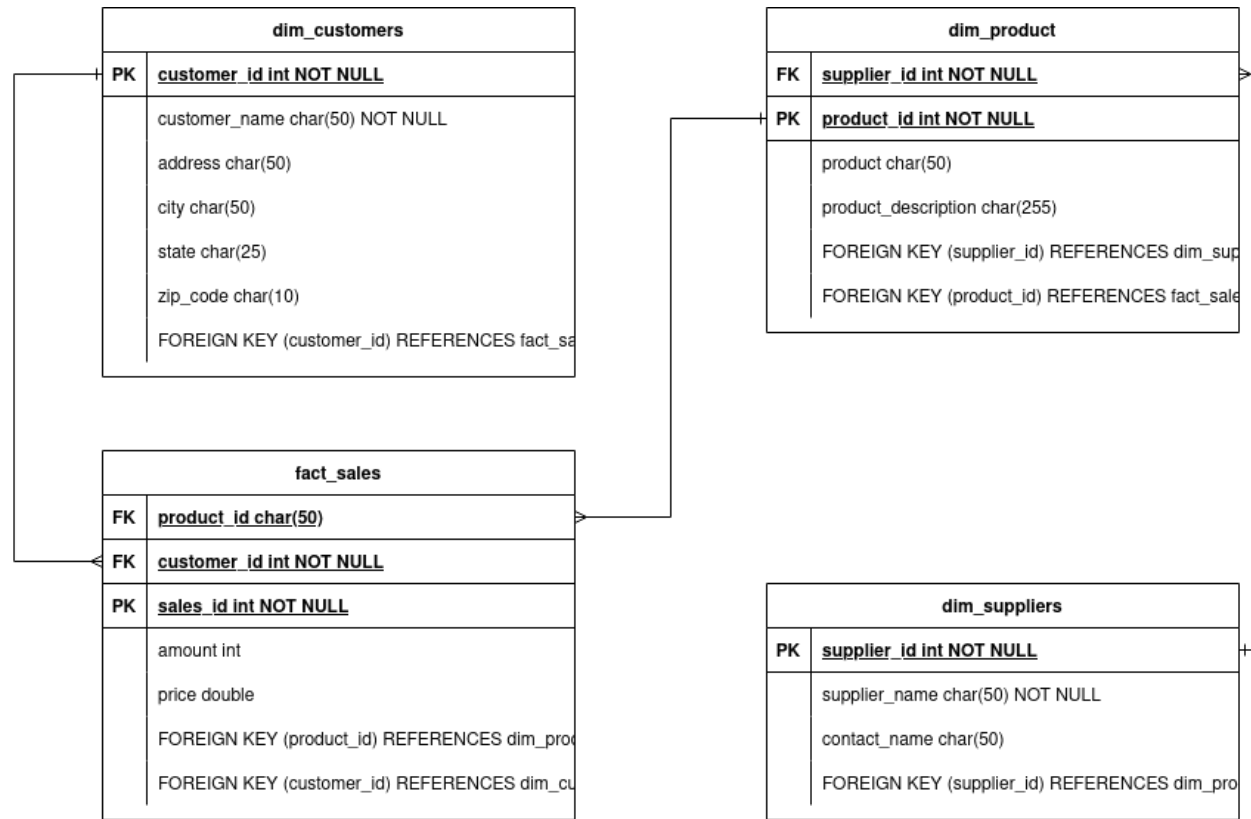 dim_customers
PK customer_id int NOT NULL
customer_name char(50) NOT NULL
address char(50)
city char(50)
state char(25)
zip_code char(10)
FOREIGN KEY (customer_id) REFERENCES fact_sa
dim_product
FK supplier_id int NOT NULL
PK product_id int NOT NULL
product char(50)
product_description char(255)
FOREIGN KEY (supplier_id) REFERENCES dim_sup
FOREIGN KEY (product_id) REFERENCES fact_sale
fact_sales
FK product_id char(50)
FK customer_id int NOT NULL
PK sales_id int NOT NULL
amount int
price double
FOREIGN KEY (product_id) REFERENCES dim_prod
FOREIGN KEY (customer_id) REFERENCES dim_cu
dim_suppliers
PK supplier_id int NOT NULL
supplier_name char(50) NOT NULL
contact_name char(50)
FOREIGN KEY (supplier_id) REFERENCES dim_pro